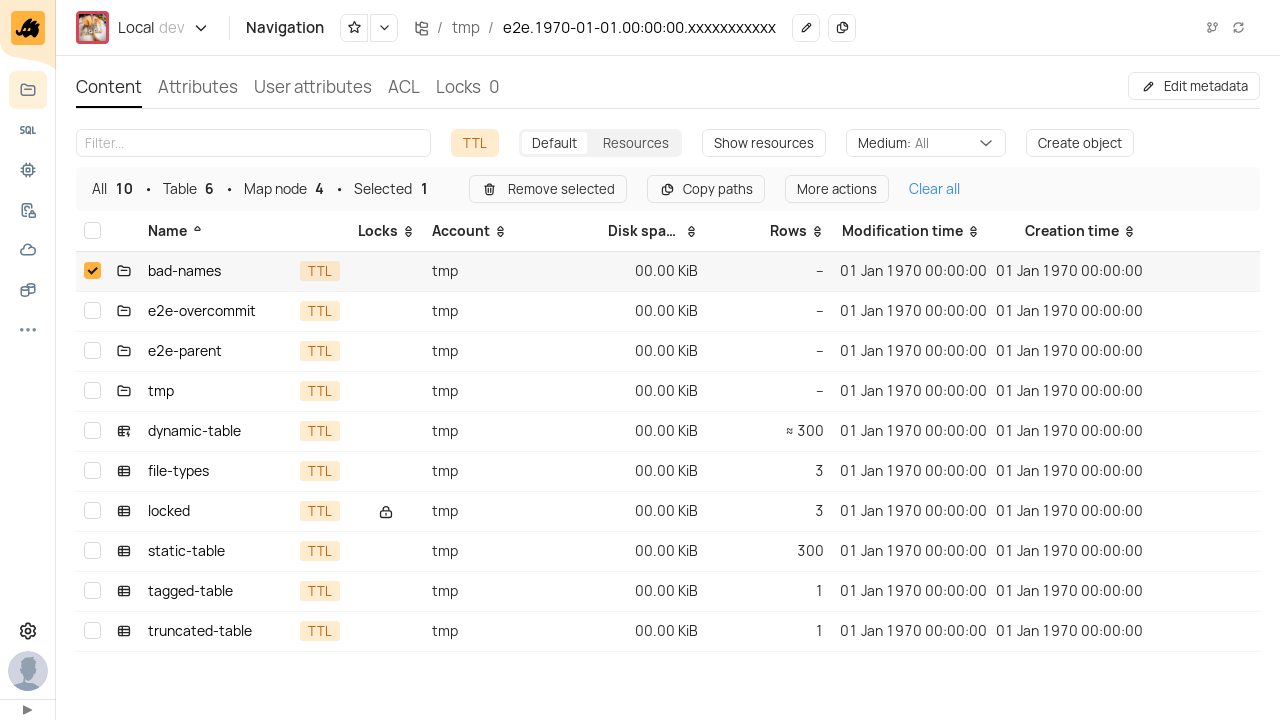 Local dev Navigation / tmp / e2e.1970-01-01.00:00:00.xxxxxxxxxxx
SQL
Content Attributes User attributes ACL Locks 0 Edit metadata
Filter... TTL Default Resources Show resources Medium: All Create object
All 10 • Table 6 • Map node 4 • Selected 1 Remove selected Copy paths More actions Clear all
Name Locks Account Disk spa... Rows Modification time Creation time
bad-names TTL tmp 00.00 KiB – 01 Jan 1970 00:00:00 01 Jan 1970 00:00:00
e2e-overcommit TTL tmp 00.00 KiB – 01 Jan 1970 00:00:00 01 Jan 1970 00:00:00
e2e-parent TTL tmp 00.00 KiB – 01 Jan 1970 00:00:00 01 Jan 1970 00:00:00
tmp TTL tmp 00.00 KiB – 01 Jan 1970 00:00:00 01 Jan 1970 00:00:00
dynamic-table TTL tmp 00.00 KiB ≈ 300 01 Jan 1970 00:00:00 01 Jan 1970 00:00:00
file-types TTL tmp 00.00 KiB 3 01 Jan 1970 00:00:00 01 Jan 1970 00:00:00
locked tmp 00.00 KiB 3 01 Jan 1970 00:00:00 01 Jan 1970 00:00:00
static-table TTL tmp 00.00 KiB 300 01 Jan 1970 00:00:00 01 Jan 1970 00:00:00
tagged-table TTL tmp 00.00 KiB 1 01 Jan 1970 00:00:00 01 Jan 1970 00:00:00
truncated-table TTL tmp 00.00 KiB 1 01 Jan 1970 00:00:00 01 Jan 1970 00:00:00